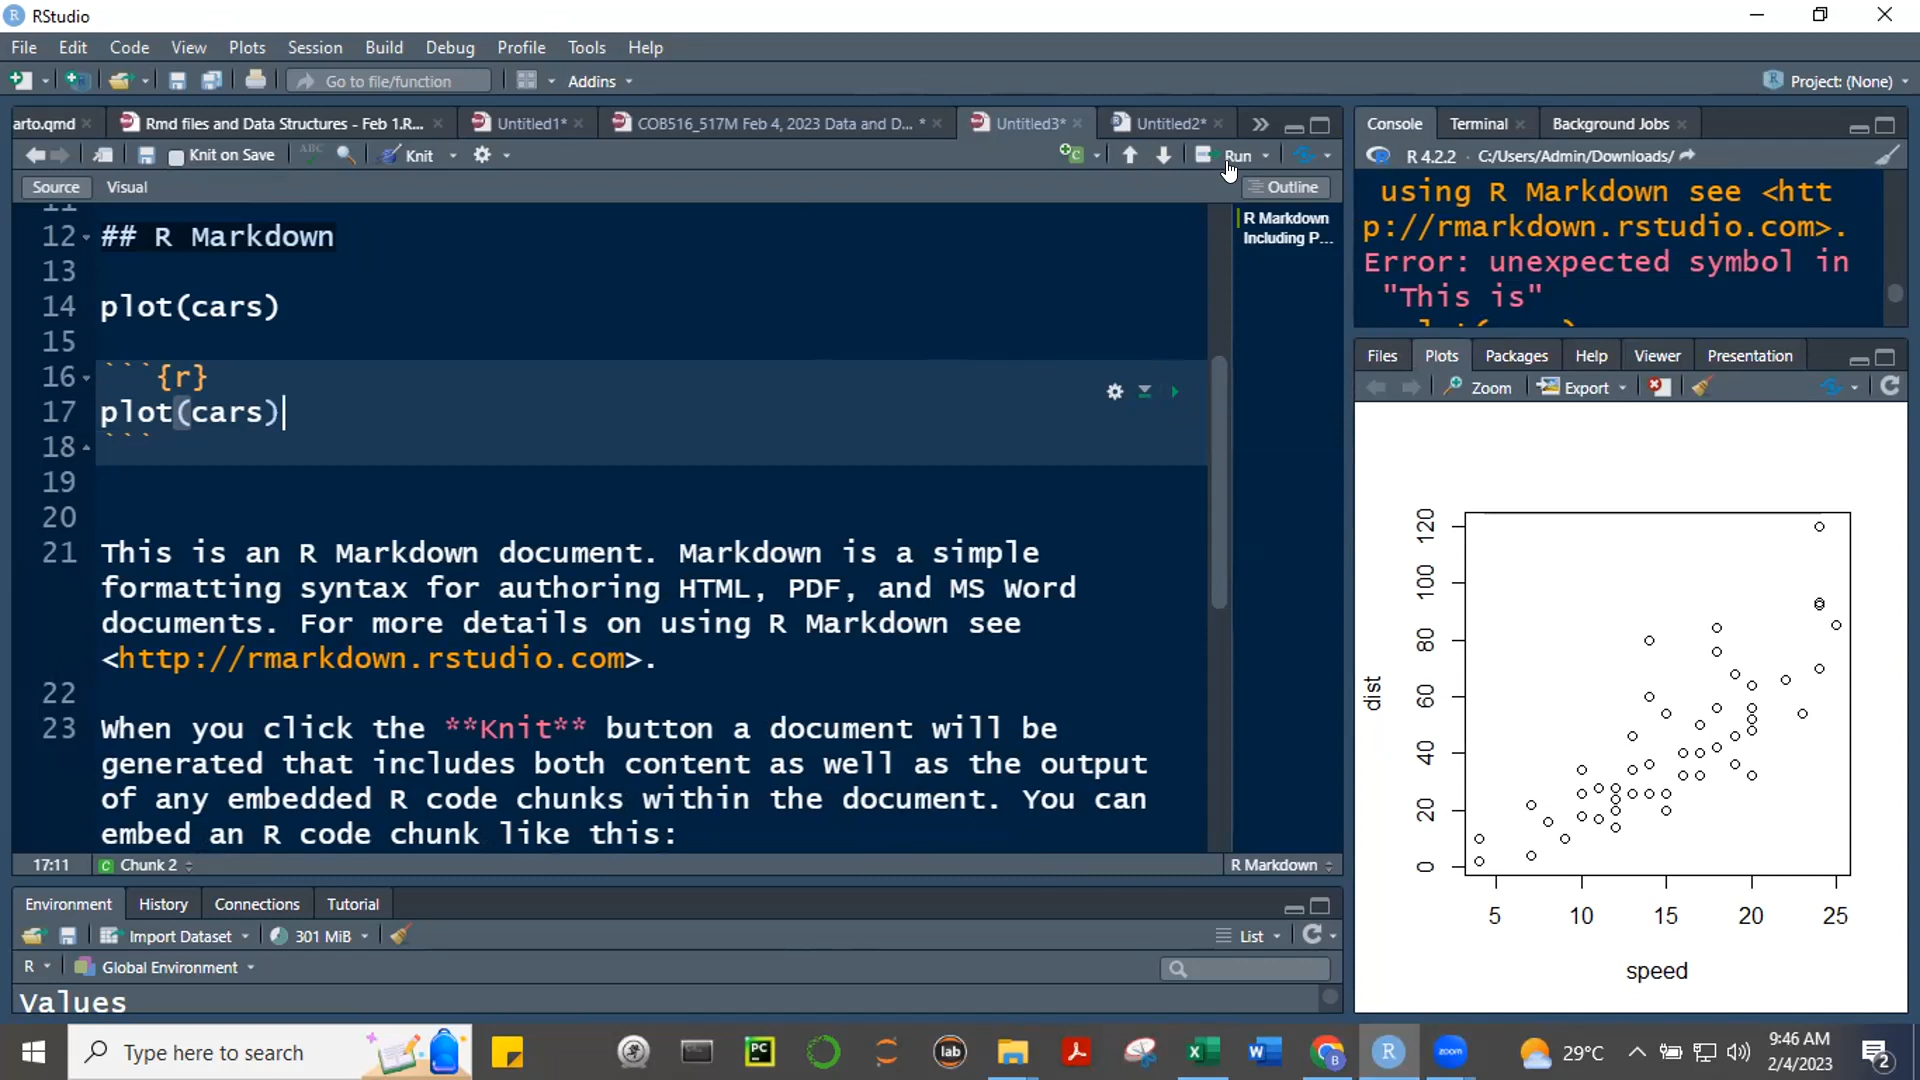 RStudio
File Edit Code View Plots Session Build Debug Profile Tools Help
Go to file/function Addins Project: (None)
arto.qmd Rmd files and Data Structures - Feb 1.R... Untitled1* COB516_517M Feb 4, 2023 Data and D... * Untitled3* Untitled2*
Knit on Save ABC Knit Run
Source Visual Outline
11
12 ## R Markdown
13
14 plot(cars)
15
16 ```{r}
17 plot(cars)
18 ```
19
20
21 This is an R Markdown document. Markdown is a simple
formatting syntax for authoring HTML, PDF, and MS Word
documents. For more details on using R Markdown see
<http://rmarkdown.rstudio.com>.
22
23 When you click the **Knit** button a document will be
generated that includes both content as well as the output
of any embedded R code chunks within the document. You can
embed an R code chunk like this:
R Markdown
Including P...
17:11 Chunk 2 R Markdown
Environment History Connections Tutorial
Import Dataset 301 MiB List
R Global Environment
Values
Console Terminal Background Jobs
R 4.2.2 · C:/Users/Admin/Downloads/
using R Markdown see <htt
p://rmarkdown.rstudio.com>.
Error: unexpected symbol in
"This is"
Files Plots Packages Help Viewer Presentation
Zoom Export
120
100
80
60
40
20
0
dist
5 10 15 20 25
speed
Type here to search
PC
lab
W
zoom
R
29°C
9:46 AM
2/4/2023
2